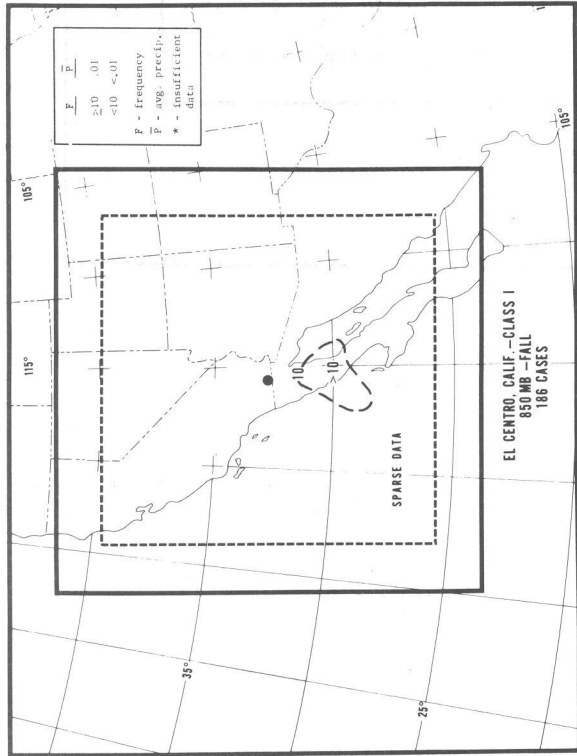 F P̅
≥10 .01
<10 <.01
F - frequency
P̅ - avg. precip.
* - insufficient
data
115°
105°
35°
25°
105°
10
>10
SPARSE DATA
EL CENTRO, CALIF.–CLASS I
850 MB –FALL
186 CASES